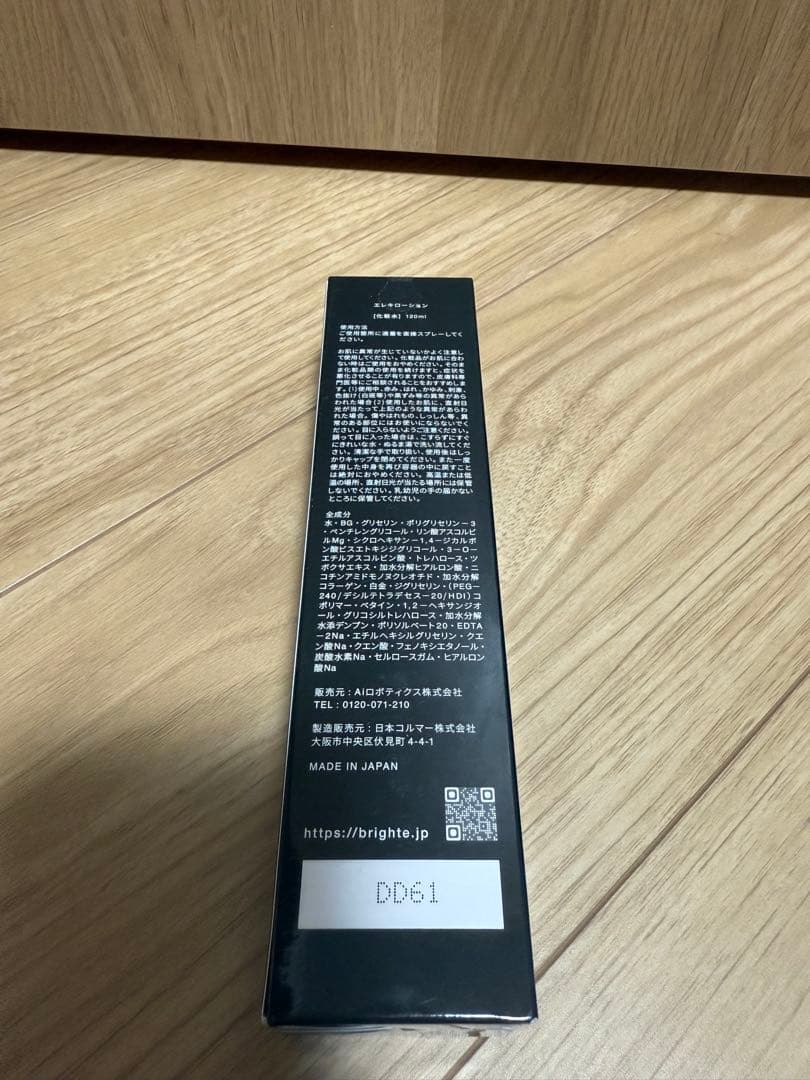 エレキローション
[化粧水] 120ml
使用方法
ご使用箇所に適量を直接スプレーしてく
ださい。
お肌に異常が生じていないかよく注意し
て使用してください。化粧品がお肌に合わ
ない時はご使用をおやめください。そのま
ま化粧品類の使用を続けますと、症状を
悪化させることが有りますので、皮膚科専
門医等にご相談されることをおすすめしま
す。(1)使用中、赤み、はれ、かゆみ、刺激、
色抜け(白斑等)や黒ずみ等の異常があら
われた場合(2)使用したお肌に、直射日
光が当たって上記のような異常があらわ
れた場合。傷やはれもの、しっしん等、異
常のある部位にはお使いにならないでく
ださい。目に入らないようご注意ください。
誤って目に入った場合は、こすらずにすぐ
にきれいな水・ぬるま湯で洗い流してくだ
さい。清潔な手で取り扱い、使用後はしっ
かりキャップを閉めてください。また一度
使用した中身を再び容器の中に戻すこと
は絶対におやめください。高温または低
温の場所、直射日光が当たる場所には保管
しないでください。乳幼児の手の届かない
ところに保管してください。
全成分
水・BG・グリセリン・ポリグリセリン－3
・ペンチレングリコール・リン酸アスコルビ
ルMg・シクロヘキサン－1,4－ジカルボ
ン酸ビスエトキシジグリコール・3－O－
エチルアスコルビン酸・トレハロース・ツ
ボクサエキス・加水分解ヒアルロン酸・ニ
コチンアミドモノヌクレオチド・加水分解
コラーゲン・白金・ジグリセリン・(PEG－
240/デシルテトラデセス－20/HDI)コ
ポリマー・ベタイン・1,2－ヘキサンジオ
ール・グリコシルトレハロース・加水分解
水添デンプン・ポリソルベート20・EDTA
－2Na・エチルヘキシルグリセリン・クエ
ン酸Na・クエン酸・フェノキシエタノール・
炭酸水素Na・セルロースガム・ヒアルロン
酸Na
販売元：Aiロボティクス株式会社
TEL：0120-071-210
製造販売元：日本コルマー株式会社
大阪市中央区伏見町4-4-1
MADE IN JAPAN
https://brighte.jp
DD61